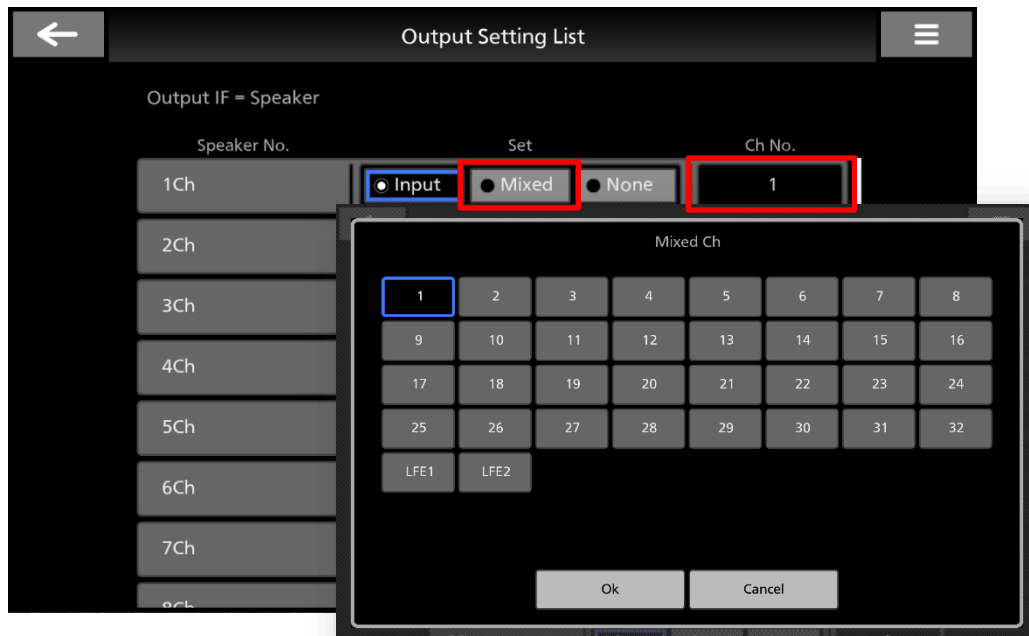 Output Setting List
Output IF = Speaker
Speaker No. Set Ch No.
1Ch Input Mixed None 1
2Ch
3Ch
4Ch
5Ch
6Ch
7Ch
8Ch
Mixed Ch
1 2 3 4 5 6 7 8
9 10 11 12 13 14 15 16
17 18 19 20 21 22 23 24
25 26 27 28 29 30 31 32
LFE1 LFE2
Ok Cancel